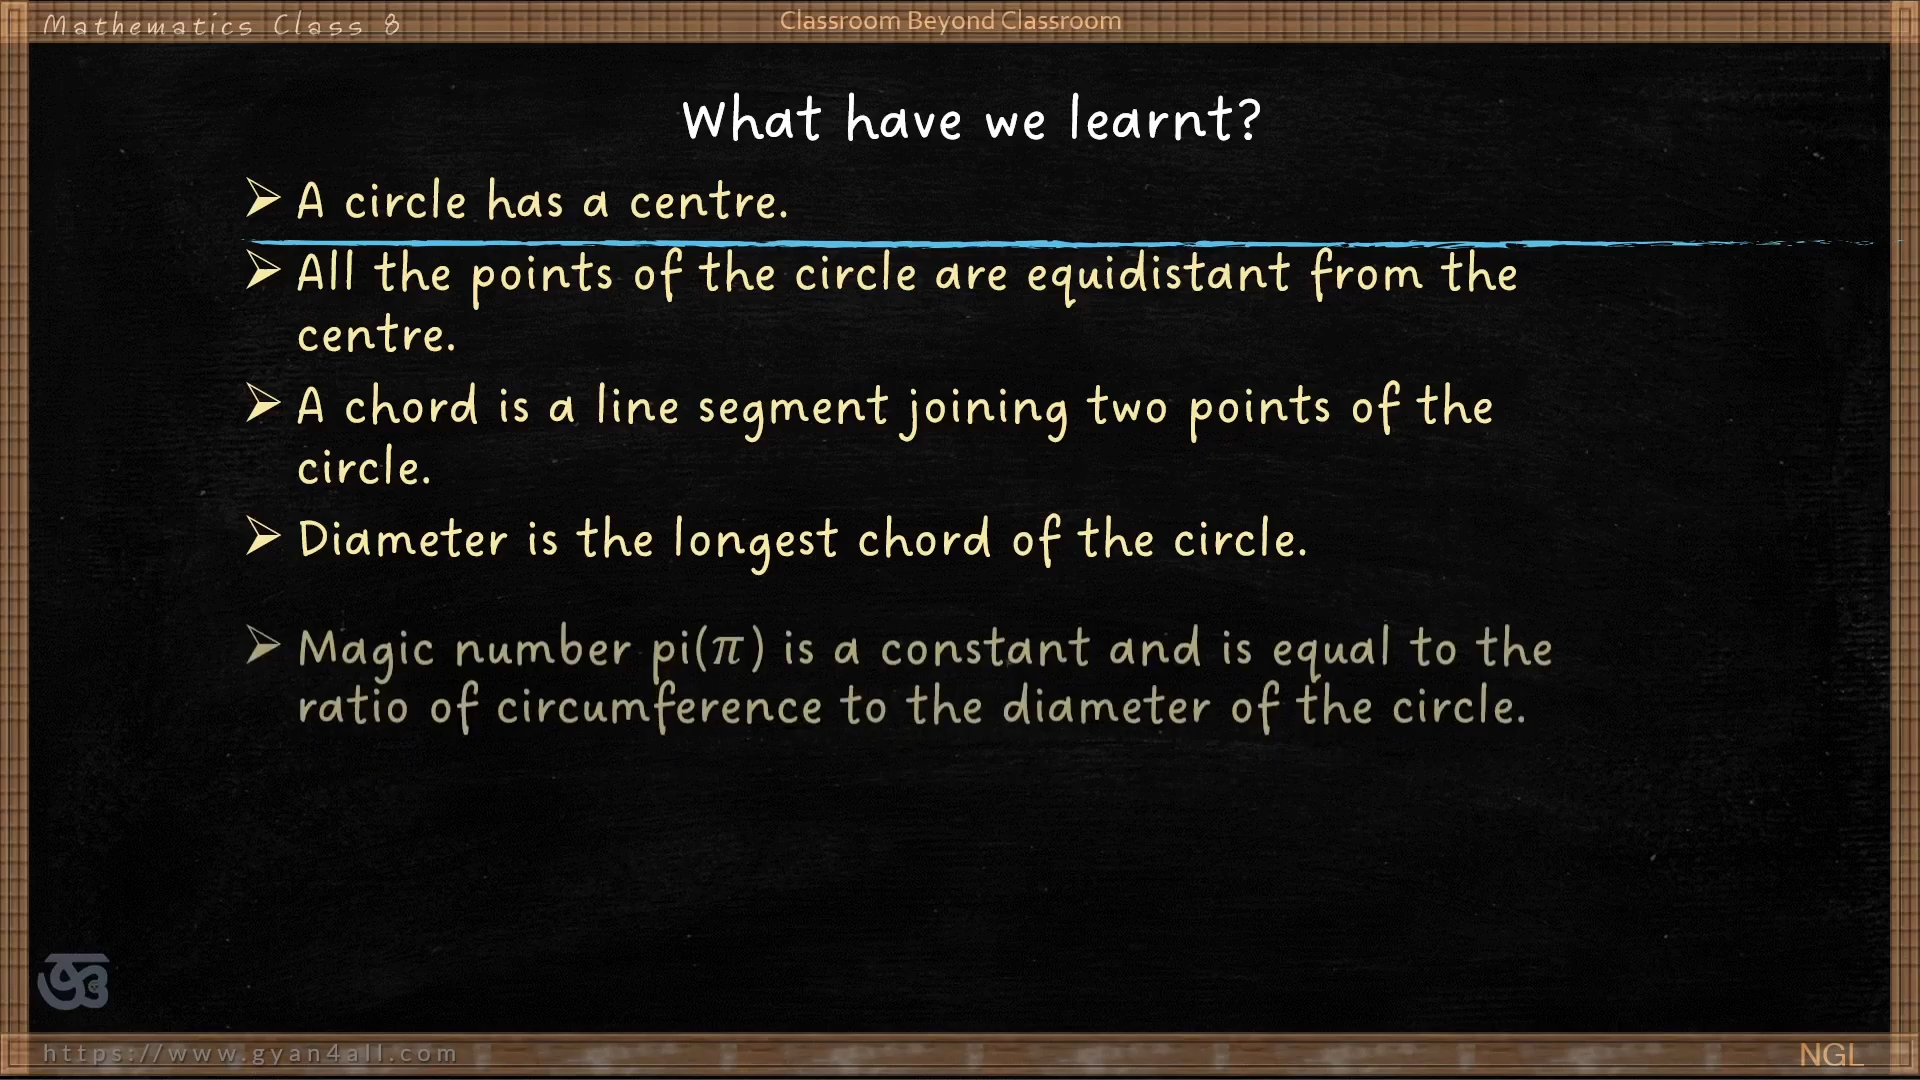 Mathematics Class 8
Classroom Beyond Classroom
What have we learnt?
➢ A circle has a centre.
➢ All the points of the circle are equidistant from the
centre.
➢ A chord is a line segment joining two points of the
circle.
➢ Diameter is the longest chord of the circle.
➢ Magic number pi(π) is a constant and is equal to the
ratio of circumference to the diameter of the circle.
https://www.gyan4all.com
NGL